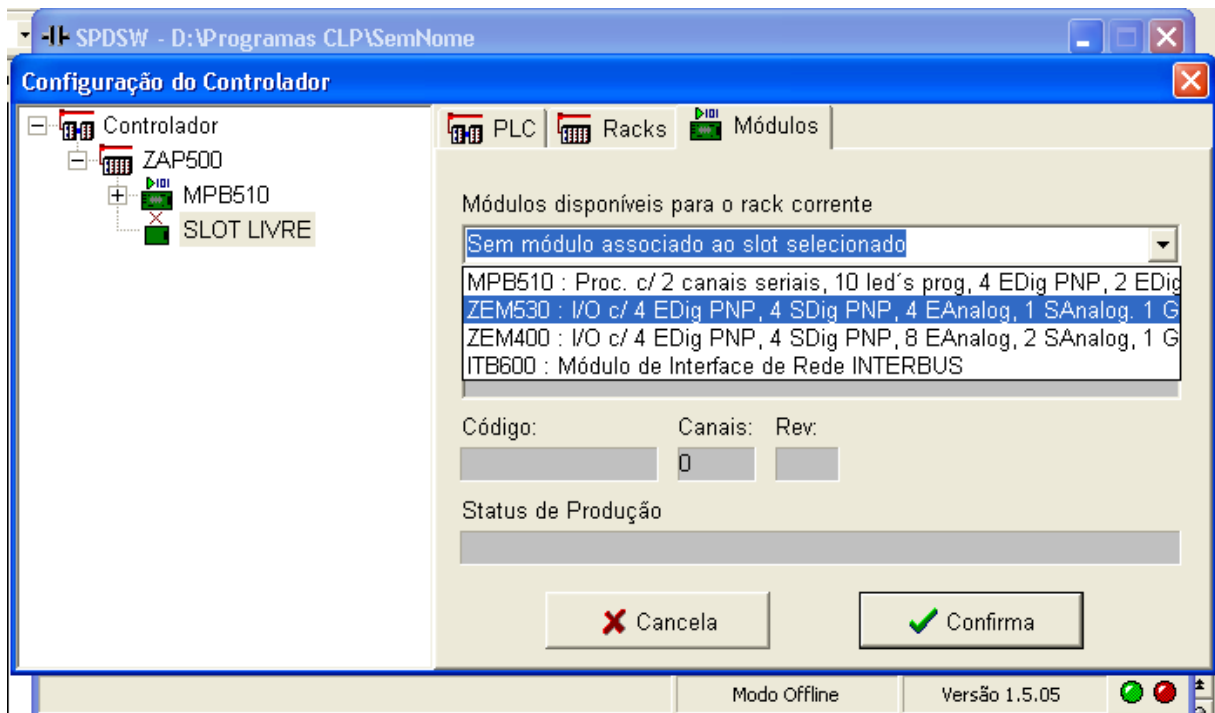 SPDSW - D:\Programas CLP\SemNome
Configuração do Controlador
Controlador
ZAP500
MPB510
SLOT LIVRE
PLC
Racks
Módulos
Módulos disponíveis para o rack corrente
Sem módulo associado ao slot selecionado
MPB510 : Proc. c/ 2 canais seriais, 10 led´s prog, 4 EDig PNP, 2 EDig
ZEM530 : I/O c/ 4 EDig PNP, 4 SDig PNP, 4 EAnalog, 1 SAnalog. 1 G
ZEM400 : I/O c/ 4 EDig PNP, 4 SDig PNP, 8 EAnalog, 2 SAnalog, 1 G
ITB600 : Módulo de Interface de Rede INTERBUS
Código: Canais: Rev:
0
Status de Produção
Cancela
Confirma
Modo Offline
Versão 1.5.05